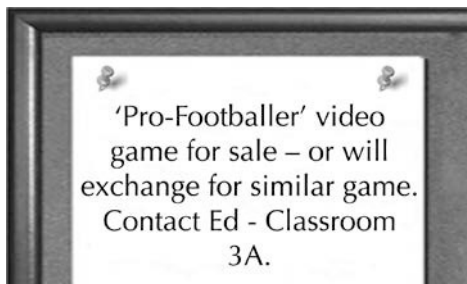 ‘Pro-Footballer’ video
game for sale – or will
exchange for similar game.
Contact Ed - Classroom
3A.